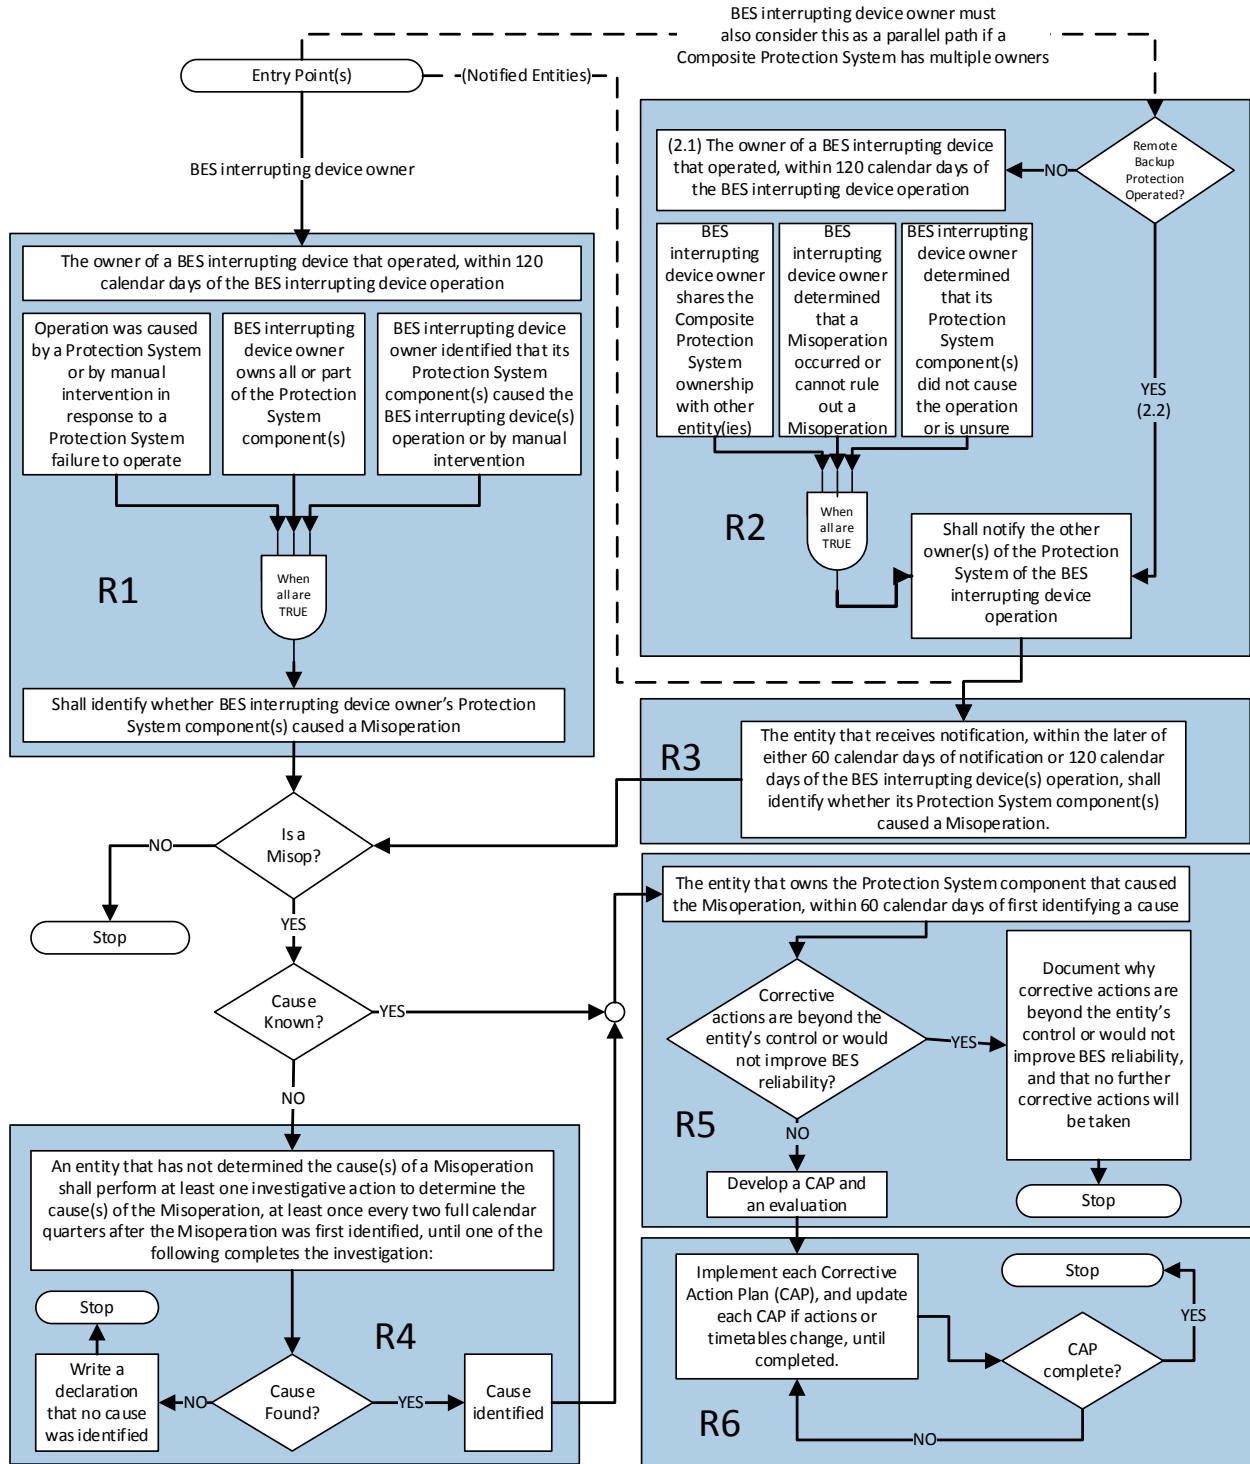 BES interrupting device owner must
also consider this as a parallel path if a
Composite Protection System has multiple owners
Entry Point(s)
(Notified Entities)
BES interrupting device owner
The owner of a BES interrupting device that operated, within 120
calendar days of the BES interrupting device operation
Operation was caused
by a Protection System
or by manual
intervention in
response to a
Protection System
failure to operate
BES interrupting
device owner
owns all or part
of the Protection
System
component(s)
BES interrupting device
owner identified that its
Protection System
component(s) caused the
BES interrupting device(s)
operation or by manual
intervention
When
all are
TRUE
R1
Shall identify whether BES interrupting device owner's Protection
System component(s) caused a Misoperation
Remote
Backup
Protection
Operated?
NO
(2.1) The owner of a BES interrupting device
that operated, within 120 calendar days of
the BES interrupting device operation
BES
interrupting
device owner
shares the
Composite
Protection
System
ownership
with other
entity(ies)
BES
interrupting
device owner
determined
that a
Misoperation
occurred or
cannot rule
out a
Misoperation
BES interrupting
device owner
determined
that its
Protection
System
component(s)
did not cause
the operation
or is unsure
YES
(2.2)
When
all are
TRUE
R2
Shall notify the other
owner(s) of the Protection
System of the BES
interrupting device
operation
R3
The entity that receives notification, within the later of
either 60 calendar days of notification or 120 calendar
days of the BES interrupting device(s) operation, shall
identify whether its Protection System component(s)
caused a Misoperation.
Is a
Misop?
NO
Stop
YES
Cause
Known?
YES
NO
An entity that has not determined the cause(s) of a Misoperation
shall perform at least one investigative action to determine the
cause(s) of the Misoperation, at least once every two full calendar
quarters after the Misoperation was first identified, until one of the
following completes the investigation:
Stop
R4
Write a
declaration
that no cause
was identified
NO
Cause
Found?
YES
Cause
identified
The entity that owns the Protection System component that caused
the Misoperation, within 60 calendar days of first identifying a cause
Corrective
actions are beyond the
entity's control or would
not improve BES
reliability?
YES
Document why
corrective actions are
beyond the entity's
control or would not
improve BES reliability,
and that no further
corrective actions will
be taken
R5
NO
Stop
Develop a CAP and
an evaluation
Implement each Corrective
Action Plan (CAP), and update
each CAP if actions or
timetables change, until
completed.
Stop
YES
CAP
complete?
R6
NO